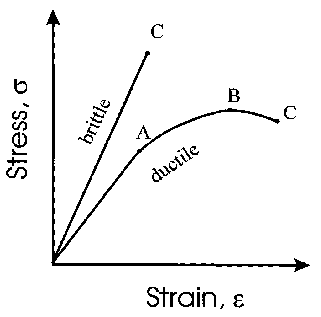 C
B
C
A
brittle
ductile
Stress, σ
Strain, ε